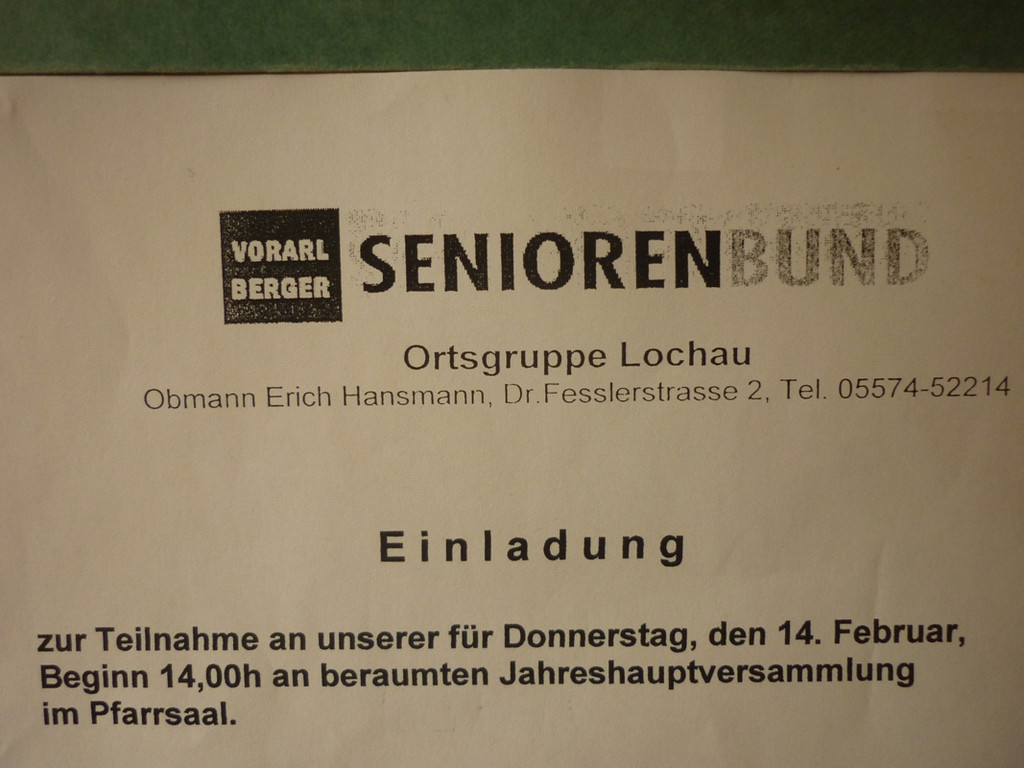 VORARL
BERGER
SENIORENBUND
Ortsgruppe Lochau
Obmann Erich Hansmann, Dr.Fesslerstrasse 2, Tel. 05574-52214
Einladung
zur Teilnahme an unserer für Donnerstag, den 14. Februar,
Beginn 14,00h an beraumten Jahreshauptversammlung
im Pfarrsaal.